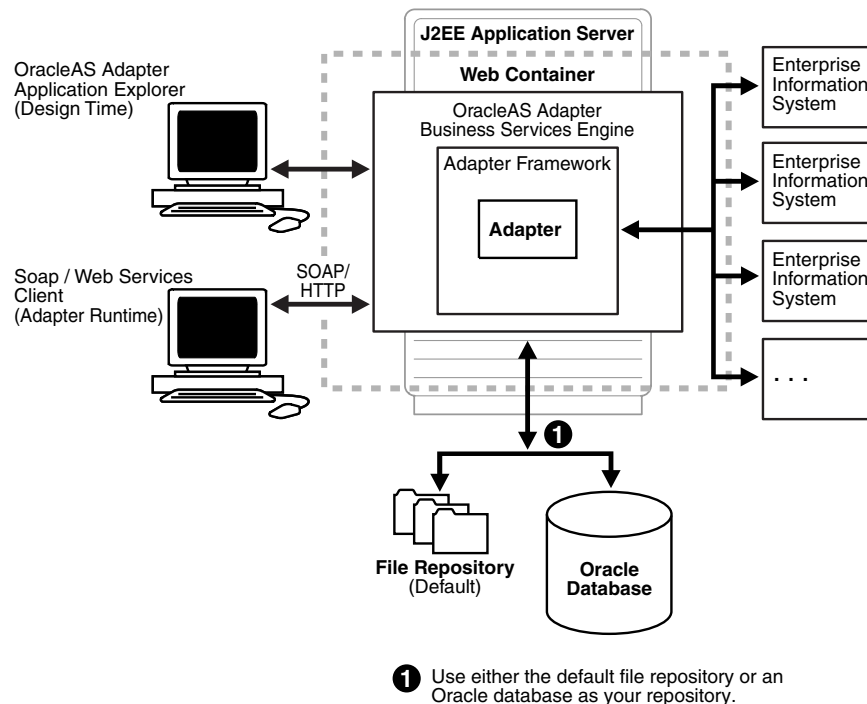 J2EE Application Server
Web Container
OracleAS Adapter
Application Explorer
(Design Time)
OracleAS Adapter
Business Services Engine
Adapter Framework
Adapter
Soap / Web Services
Client
(Adapter Runtime)
SOAP/
HTTP
Enterprise
Information
System
Enterprise
Information
System
Enterprise
Information
System
. . .
1
File Repository
(Default)
Oracle
Database
1 Use either the default file repository or an
Oracle database as your repository.